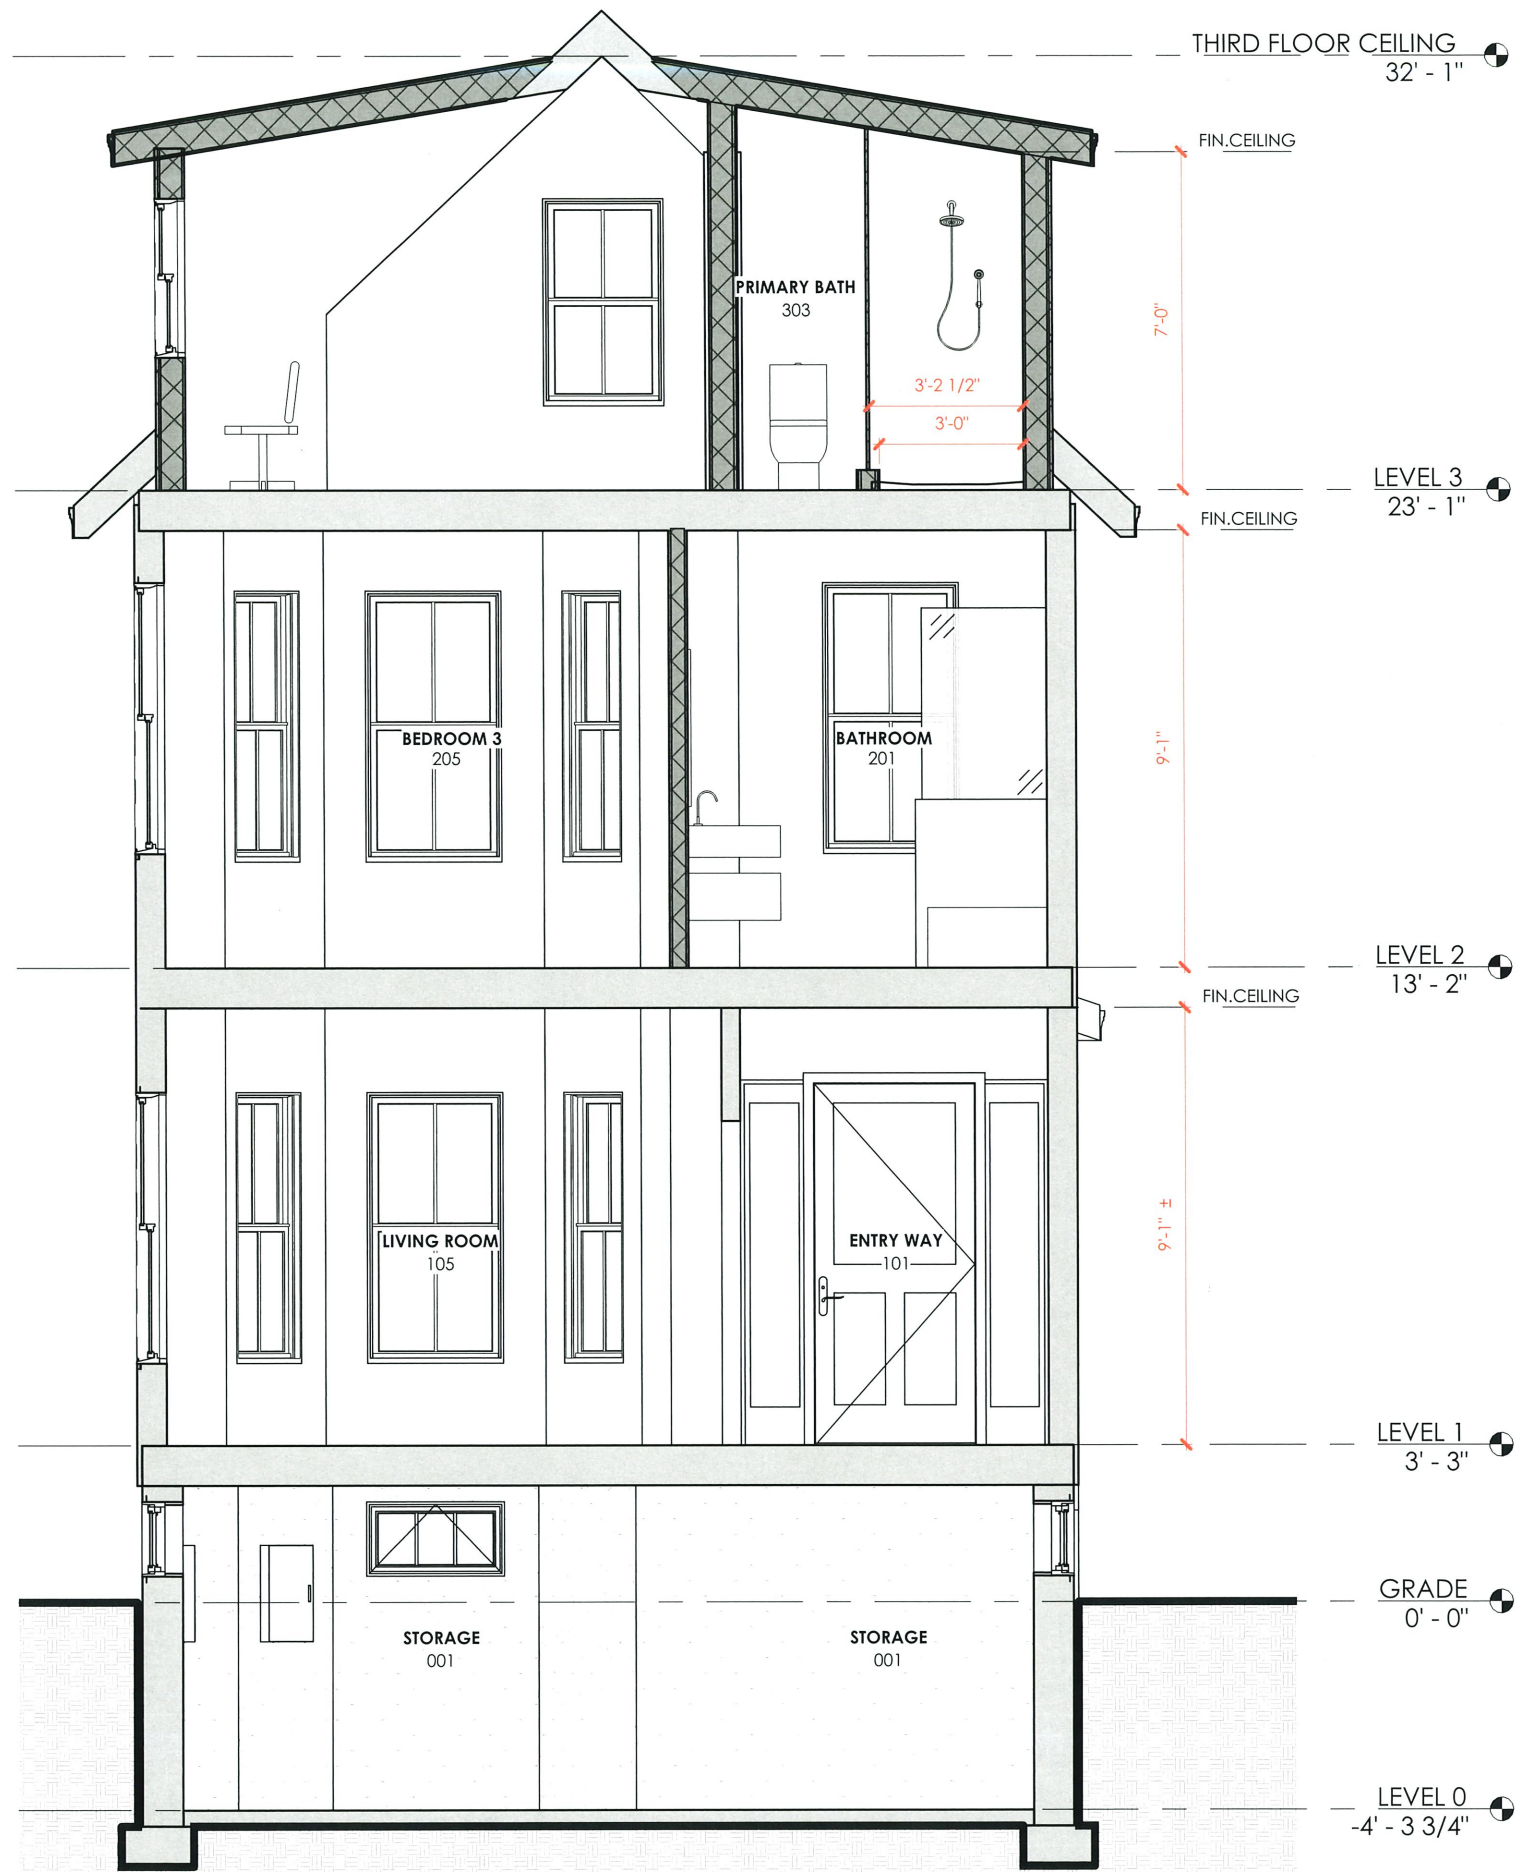 THIRD FLOOR CEILING
32' - 1"
FIN.CEILING
PRIMARY BATH
303
7'-0"
3'-2 1/2"
3'-0"
LEVEL 3
23' - 1"
FIN.CEILING
BEDROOM 3
205
BATHROOM
201
9'-1"
LEVEL 2
13' - 2"
FIN.CEILING
LIVING ROOM
105
ENTRY WAY
101
9'-1" ±
LEVEL 1
3' - 3"
GRADE
0' - 0"
STORAGE
001
STORAGE
001
LEVEL 0
-4' - 3 3/4"